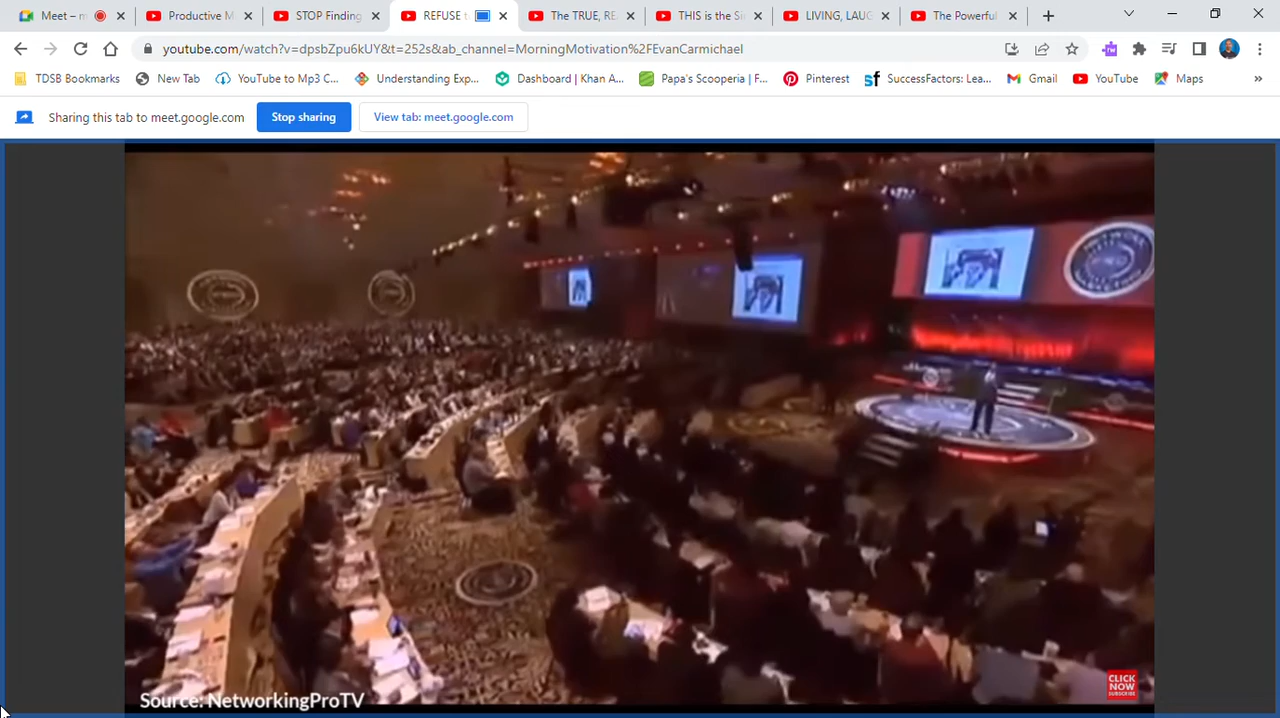 Meet – m
Productive M
STOP Finding
REFUSE t
The TRUE, RE
THIS is the Si
LIVING, LAUG
The Powerful
youtube.com/watch?v=dpsbZpu6kUY&t=252s&ab_channel=MorningMotivation%2FEvanCarmichael
TDSB Bookmarks
New Tab
YouTube to Mp3 C...
Understanding Exp...
Dashboard | Khan A...
Papa's Scooperia | F...
Pinterest
SuccessFactors: Lea...
Gmail
YouTube
Maps
Sharing this tab to meet.google.com
Stop sharing
View tab: meet.google.com
CLICK
NOW
SUBSCRIBE
Source: NetworkingProTV